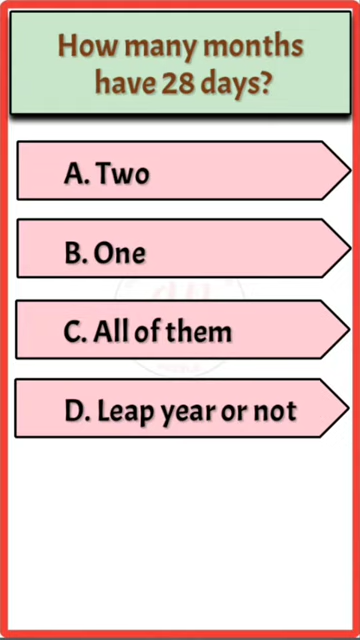 How many months
have 28 days?
A. Two
B. One
C. All of them
D. Leap year or not